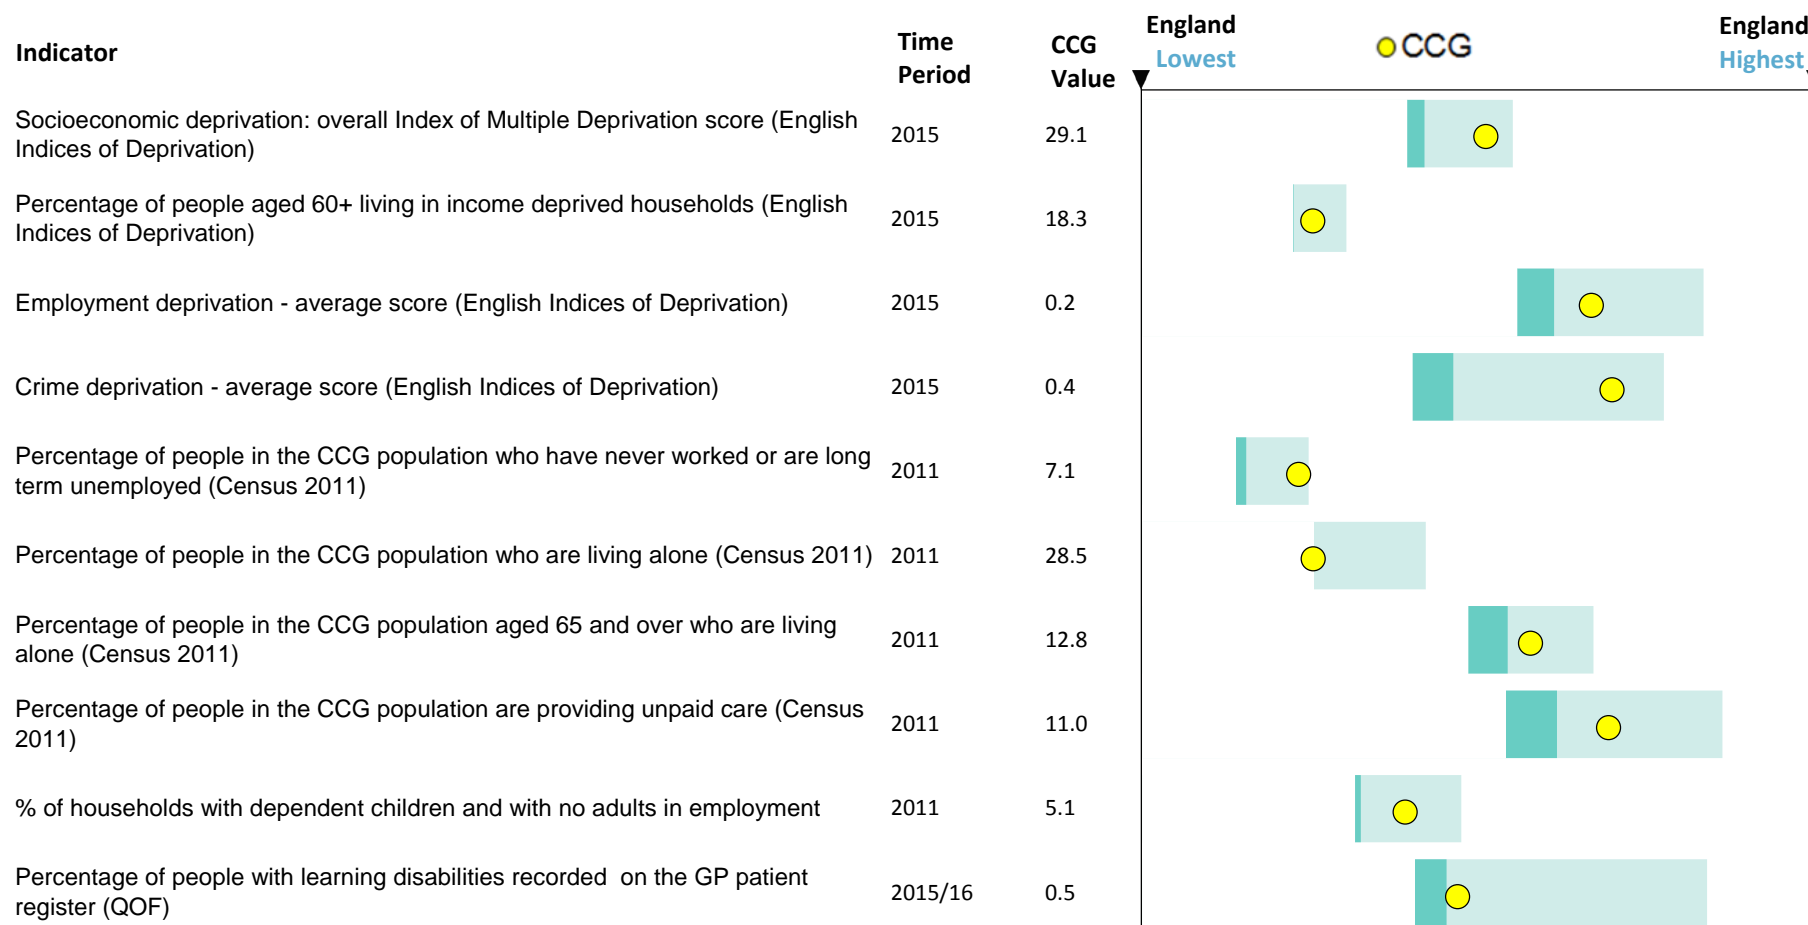 Indicator
Time
Period
CCG
Value
England
Lowest
CCG
England
Highest
Socioeconomic deprivation: overall Index of Multiple Deprivation score (English
Indices of Deprivation)
2015
29.1
Percentage of people aged 60+ living in income deprived households (English
Indices of Deprivation)
2015
18.3
Employment deprivation - average score (English Indices of Deprivation)
2015
0.2
Crime deprivation - average score (English Indices of Deprivation)
2015
0.4
Percentage of people in the CCG population who have never worked or are long
term unemployed (Census 2011)
2011
7.1
Percentage of people in the CCG population who are living alone (Census 2011)
2011
28.5
Percentage of people in the CCG population aged 65 and over who are living
alone (Census 2011)
2011
12.8
Percentage of people in the CCG population are providing unpaid care (Census
2011)
2011
11.0
% of households with dependent children and with no adults in employment
2011
5.1
Percentage of people with learning disabilities recorded  on the GP patient
register (QOF)
2015/16
0.5